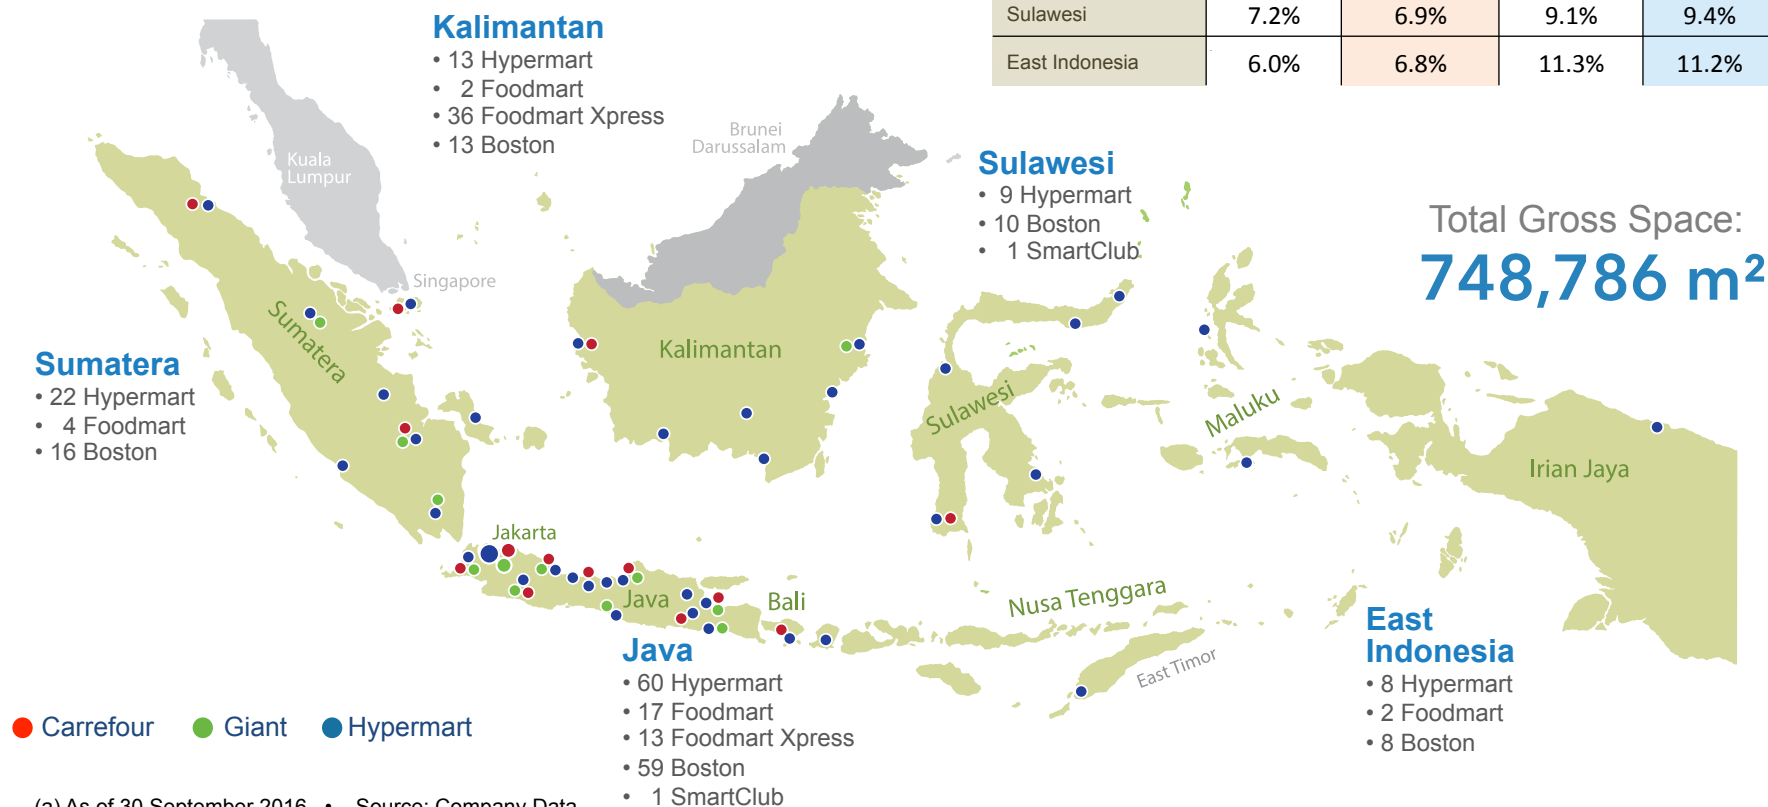 Sulawesi 7.2% 6.9% 9.1% 9.4%
East Indonesia 6.0% 6.8% 11.3% 11.2%
Kalimantan
• 13 Hypermart
• 2 Foodmart
• 36 Foodmart Xpress
• 13 Boston
Brunei
Darussalam
Kuala
Lumpur
Singapore
Sulawesi
• 9 Hypermart
• 10 Boston
• 1 SmartClub
Total Gross Space:
748,786 m²
Sumatera
• 22 Hypermart
• 4 Foodmart
• 16 Boston
Sumatera
Kalimantan
Sulawesi
Maluku
Irian Jaya
Jakarta
Java
Bali
Nusa Tenggara
East Timor
Java
• 60 Hypermart
• 17 Foodmart
• 13 Foodmart Xpress
• 59 Boston
• 1 SmartClub
East
Indonesia
• 8 Hypermart
• 2 Foodmart
• 8 Boston
Carrefour Giant Hypermart
(a) As of 30 September 2016 • Source: Company Data